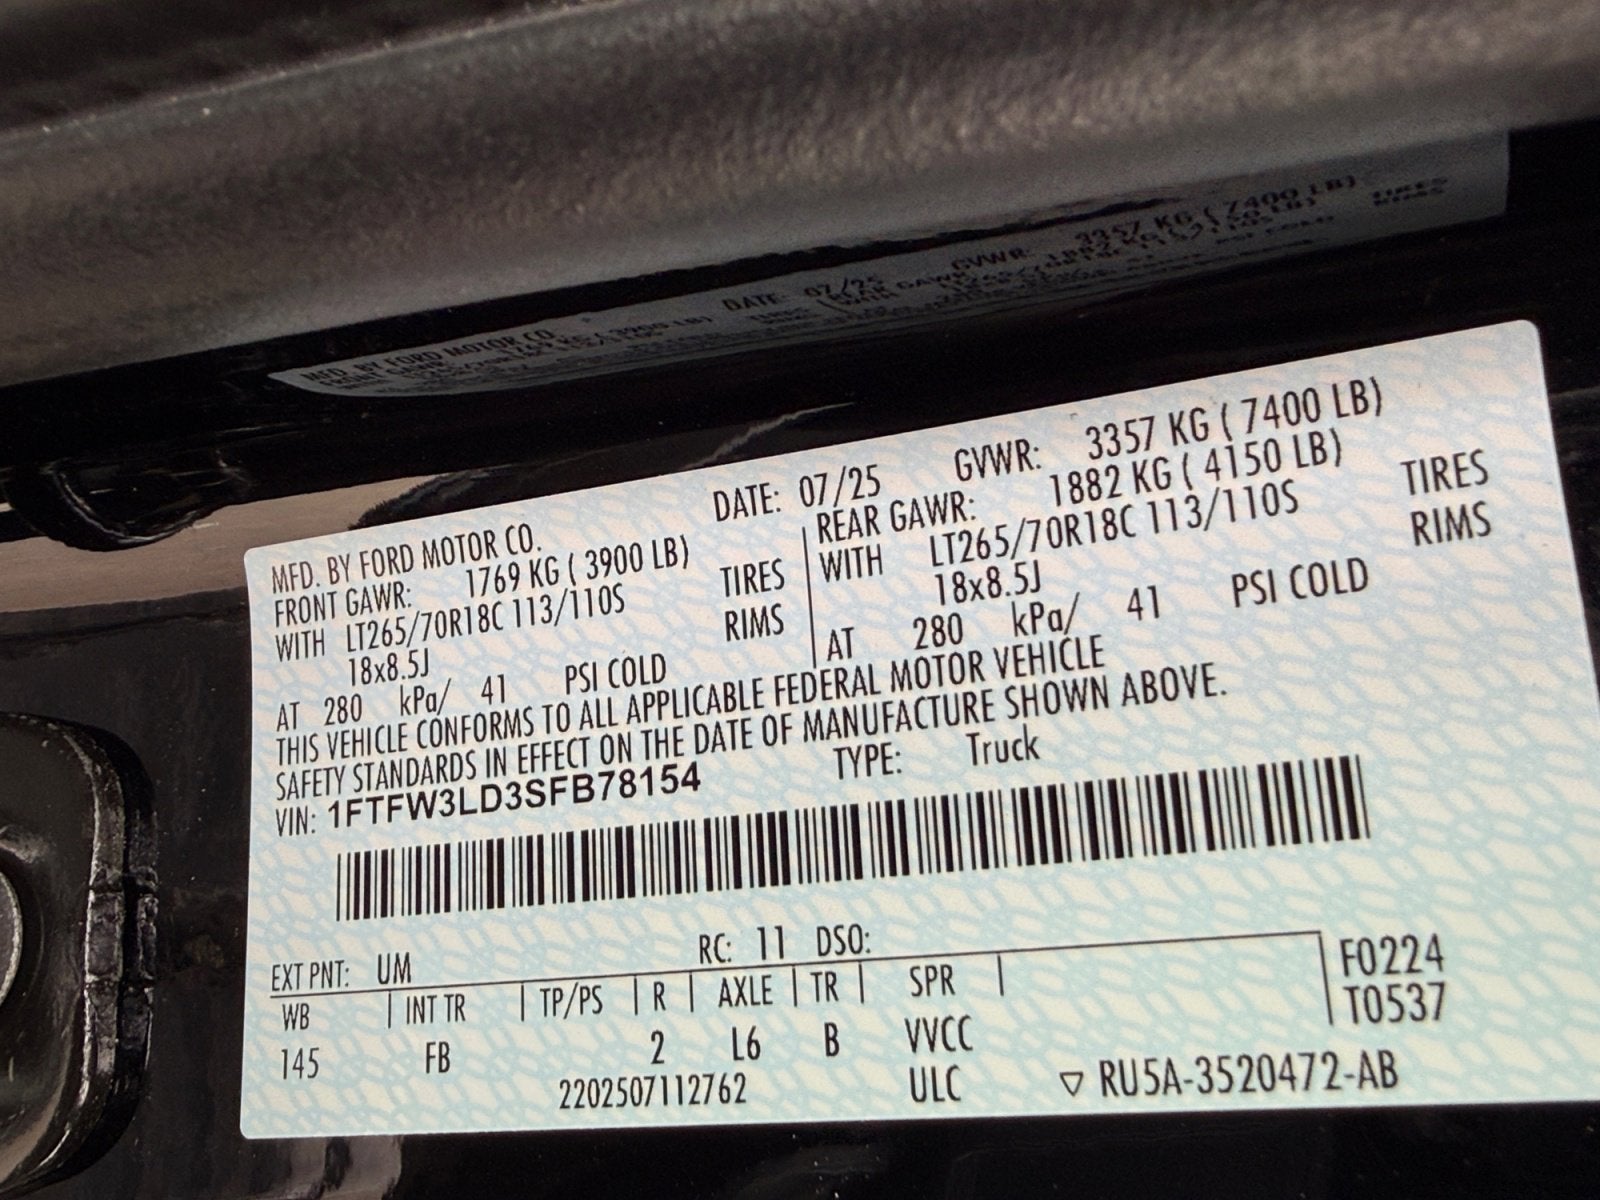 MFD. BY FORD MOTOR CO. DATE: 07/25 GVWR: 3357 KG ( 7400 LB)
FRONT GAWR: 1769 KG ( 3900 LB)
WITH LT265/70R18C 113/110S TIRES
18x8.5J RIMS
AT 280 kPa/ 41 PSI COLD
REAR GAWR: 1882 KG ( 4150 LB)
WITH LT265/70R18C 113/110S TIRES
18x8.5J RIMS
AT 280 kPa/ 41 PSI COLD
THIS VEHICLE CONFORMS TO ALL APPLICABLE FEDERAL MOTOR VEHICLE
SAFETY STANDARDS IN EFFECT ON THE DATE OF MANUFACTURE SHOWN ABOVE.
VIN: 1FTFW3LD3SFB78154 TYPE: Truck
EXT PNT: UM RC: 11 DSO:
WB INT TR TP/PS R AXLE TR SPR
145 FB 2 L6 B VVCC
2202507112762 ULC
F0224
T0537
▽ RU5A-3520472-AB